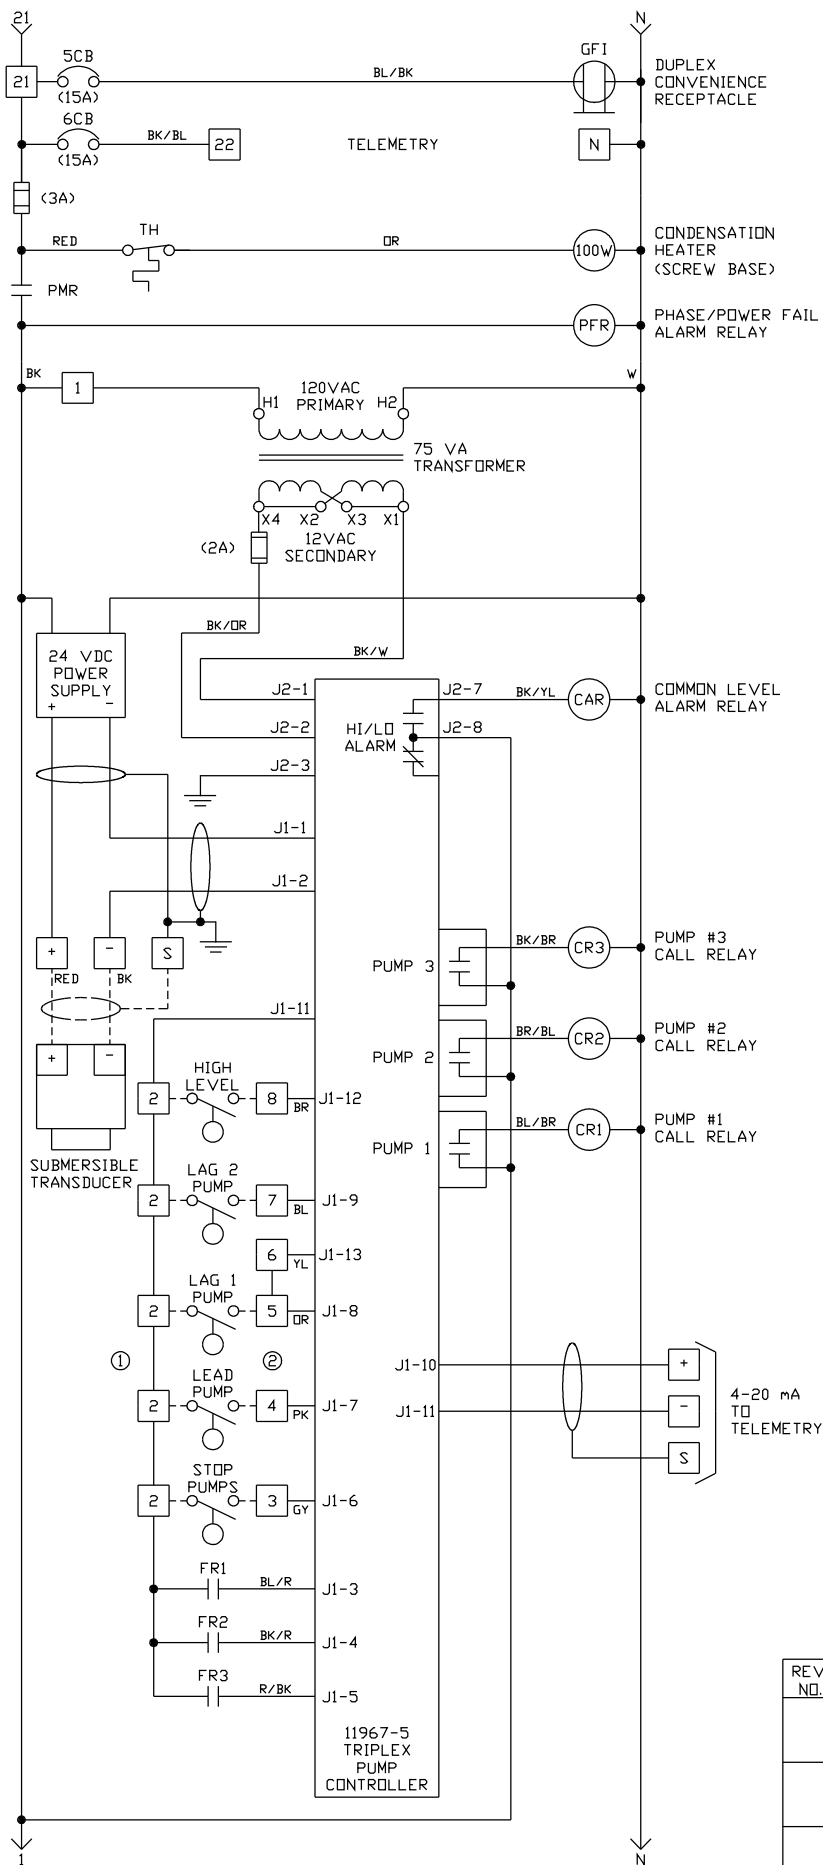 21
N
5CB
GFI
21
BL/BK
DUPLEX
CONVENIENCE
RECEPTACLE
(15A)
6CB
BK/BL
22
TELEMETRY
N
(15A)
(3A)
TH
RED
OR
100W
CONDENSATION
HEATER
(SCREW BASE)
PMR
PFR
PHASE/POWER FAIL
ALARM RELAY
BK
1
W
120VAC
PRIMARY
H1
H2
75 VA
TRANSFORMER
X4
X2
X3
X1
(2A)
12VAC
SECONDARY
BK/OR
BK/W
24 VDC
POWER
SUPPLY
+
-
J2-1
J2-7
BK/YL
CAR
COMMON LEVEL
ALARM RELAY
J2-2
HI/LO
ALARM
J2-8
J2-3
J1-1
J1-2
+
-
S
RED
BK
PUMP 3
BK/BR
CR3
PUMP #3
CALL RELAY
J1-11
PUMP 2
BR/BL
CR2
PUMP #2
CALL RELAY
+
-
HIGH
LEVEL
2
8
BR
J1-12
PUMP 1
BL/BR
CR1
PUMP #1
CALL RELAY
SUBMERSIBLE
TRANSDUCER
LAG 2
PUMP
2
7
BL
J1-9
6
YL
J1-13
LAG 1
PUMP
2
5
OR
J1-8
1
2
J1-10
+
LEAD
PUMP
2
4
PK
J1-7
J1-11
-
4-20 mA
TO
TELEMETRY
S
STOP
PUMPS
2
3
GY
J1-6
FR1
BL/R
J1-3
FR2
BK/R
J1-4
FR3
R/BK
J1-5
REV
NO.
11967-5
TRIPLEX
PUMP
CONTROLLER
1
N